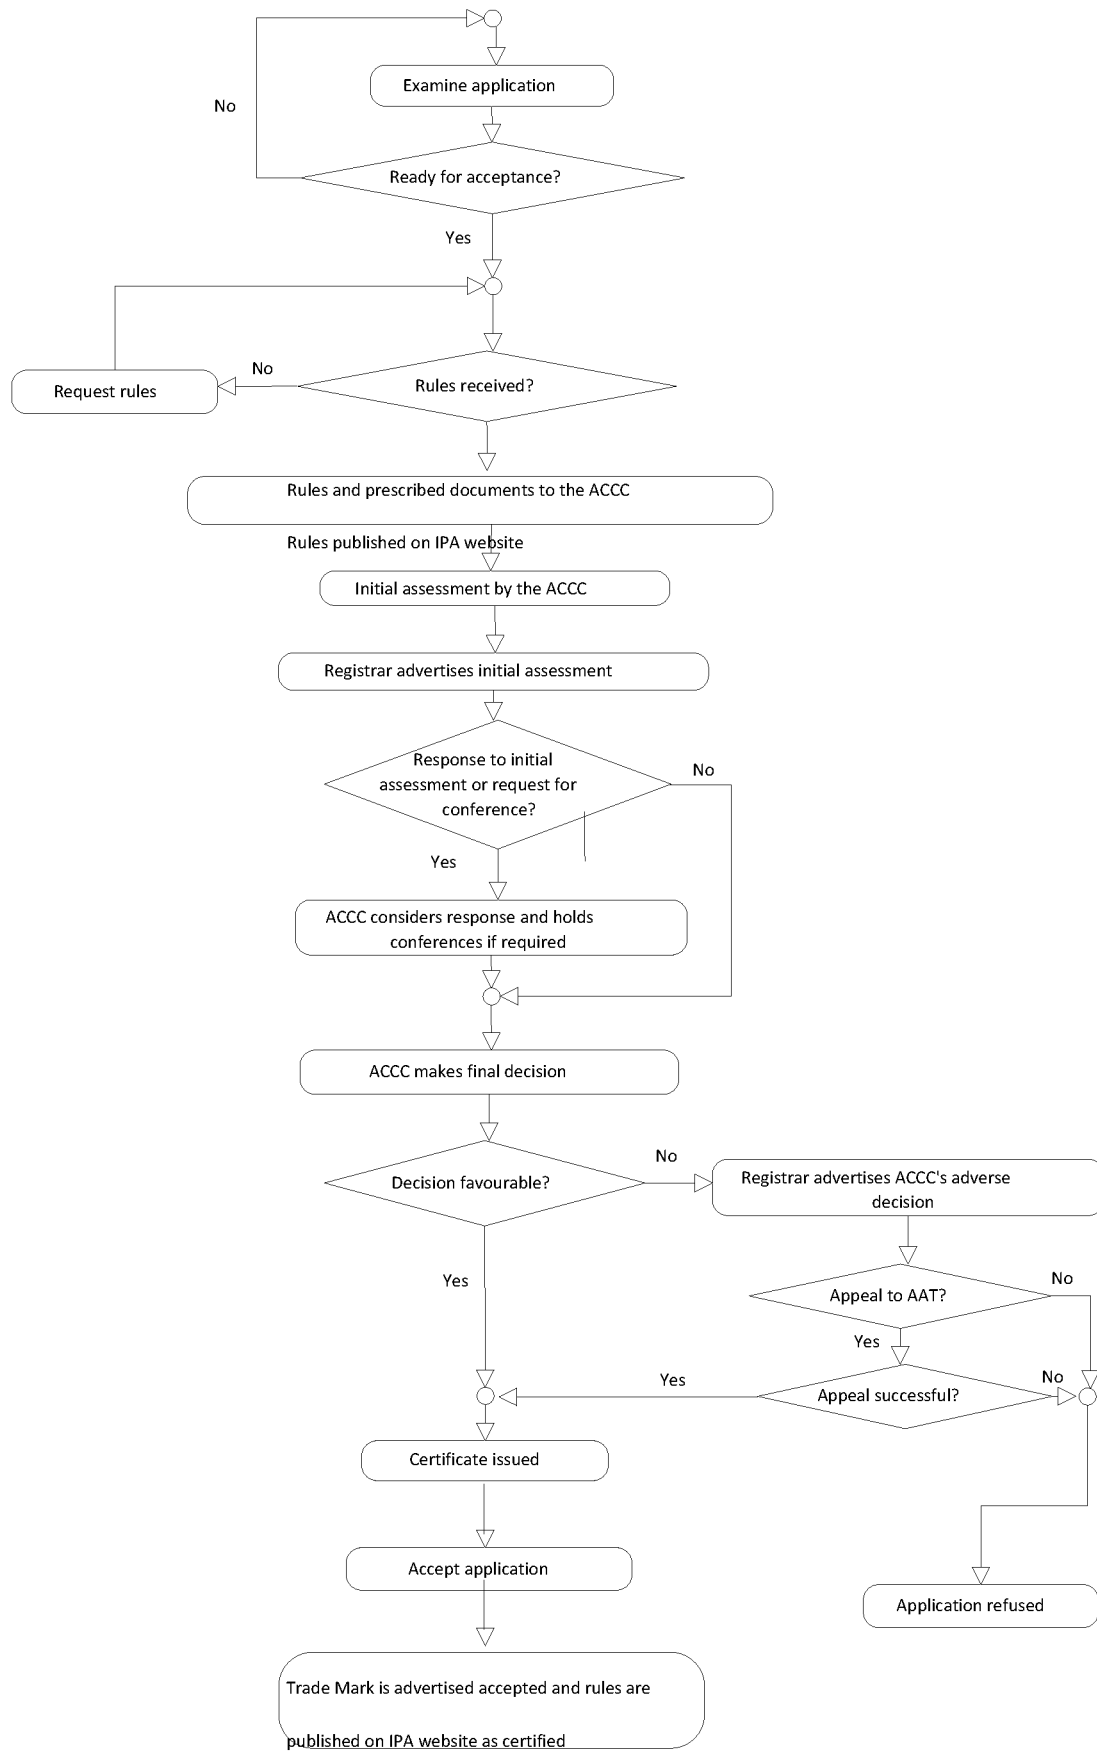 Examine application
No
Ready for acceptance?
Yes
No
Request rules
Rules received?
Rules and prescribed documents to the ACCC
Rules published on IPA website
Initial assessment by the ACCC
Registrar advertises initial assessment
Response to initial
assessment or request for
conference?
No
Yes
ACCC considers response and holds
conferences if required
ACCC makes final decision
Decision favourable?
No
Registrar advertises ACCC's adverse
decision
Yes
Appeal to AAT?
No
Yes
Yes
Appeal successful?
No
Certificate issued
Accept application
Application refused
Trade Mark is advertised accepted and rules are
published on IPA website as certified